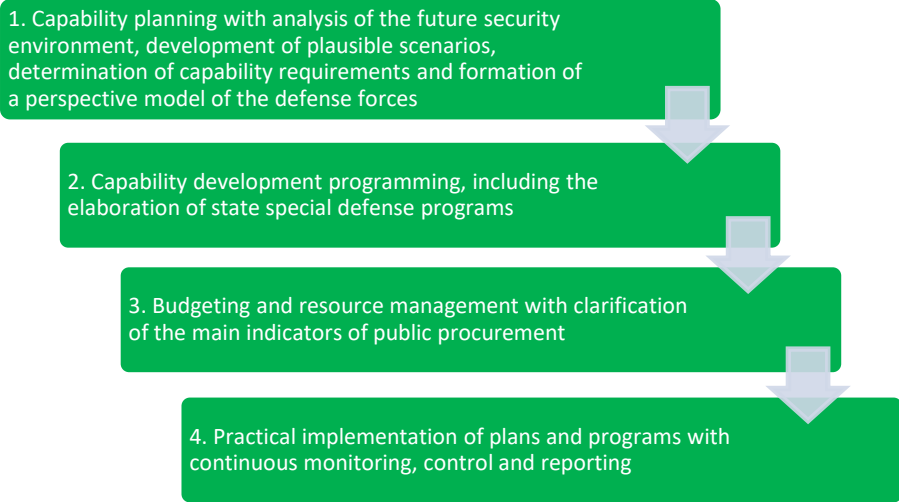 1. Capability planning with analysis of the future security
environment, development of plausible scenarios,
determination of capability requirements and formation of
a perspective model of the defense forces
2. Capability development programming, including the
elaboration of state special defense programs
3. Budgeting and resource management with clarification
of the main indicators of public procurement
4. Practical implementation of plans and programs with
continuous monitoring, control and reporting